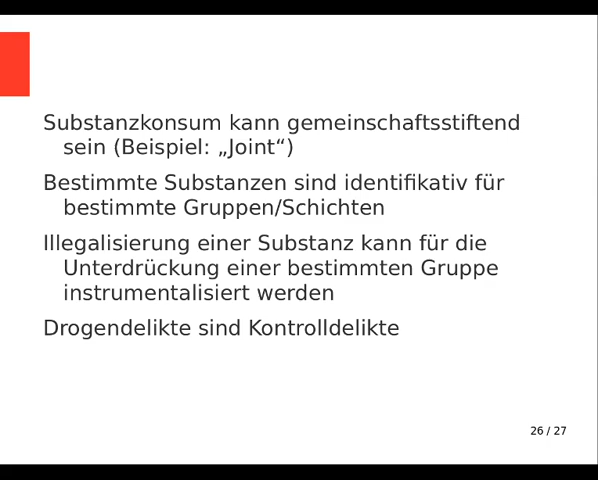 Substanzkonsum kann gemeinschaftsstiftend
sein (Beispiel: „Joint“)
Bestimmte Substanzen sind identifikativ für
bestimmte Gruppen/Schichten
Illegalisierung einer Substanz kann für die
Unterdrückung einer bestimmten Gruppe
instrumentalisiert werden
Drogendelikte sind Kontrolldelikte
26 / 27